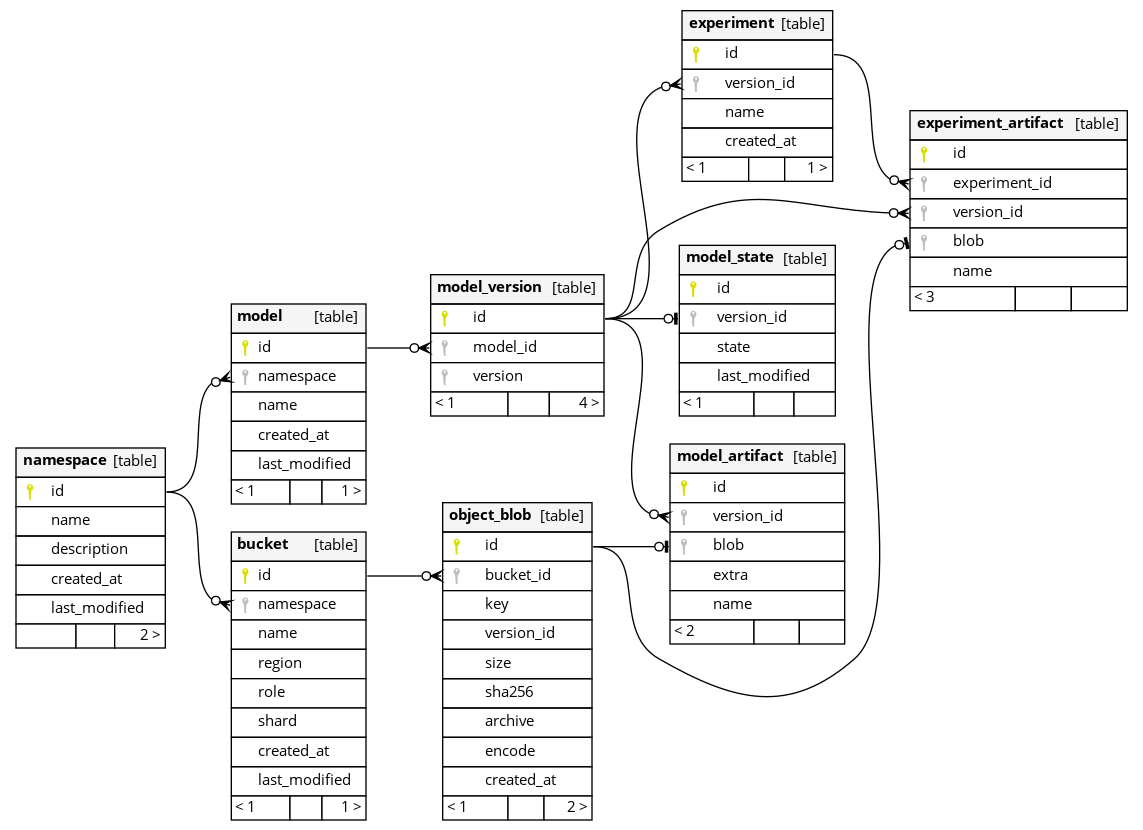 experiment [table]
id
version_id
name
created_at
< 1 1 >
experiment_artifact [table]
id
experiment_id
version_id
blob
name
< 3
model_state [table]
id
version_id
state
last_modified
< 1
model_version [table]
id
model_id
version
< 1 4 >
model [table]
id
namespace
name
created_at
last_modified
< 1 1 >
namespace [table]
id
name
description
created_at
last_modified
2 >
model_artifact [table]
id
version_id
blob
extra
name
< 2
object_blob [table]
id
bucket_id
key
version_id
size
sha256
archive
encode
created_at
< 1 2 >
bucket [table]
id
namespace
name
region
role
shard
created_at
last_modified
< 1 1 >